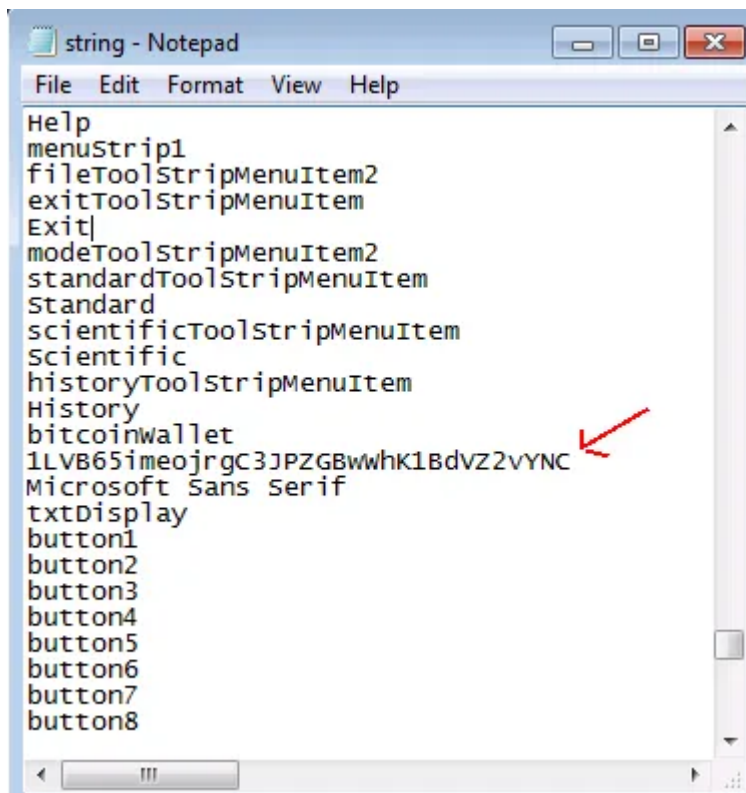 string - Notepad
File Edit Format View Help
Help
menuStrip1
fileToolStripMenuItem2
exitToolStripMenuItem
Exit
modeToolStripMenuItem2
standardToolStripMenuItem
Standard
scientificToolStripMenuItem
Scientific
historyToolStripMenuItem
History
bitcoinWallet
1LVB65imeojrgC3JPZGBwWhK1BdVZ2vYNC
Microsoft Sans Serif
txtDisplay
button1
button2
button3
button4
button5
button6
button7
button8